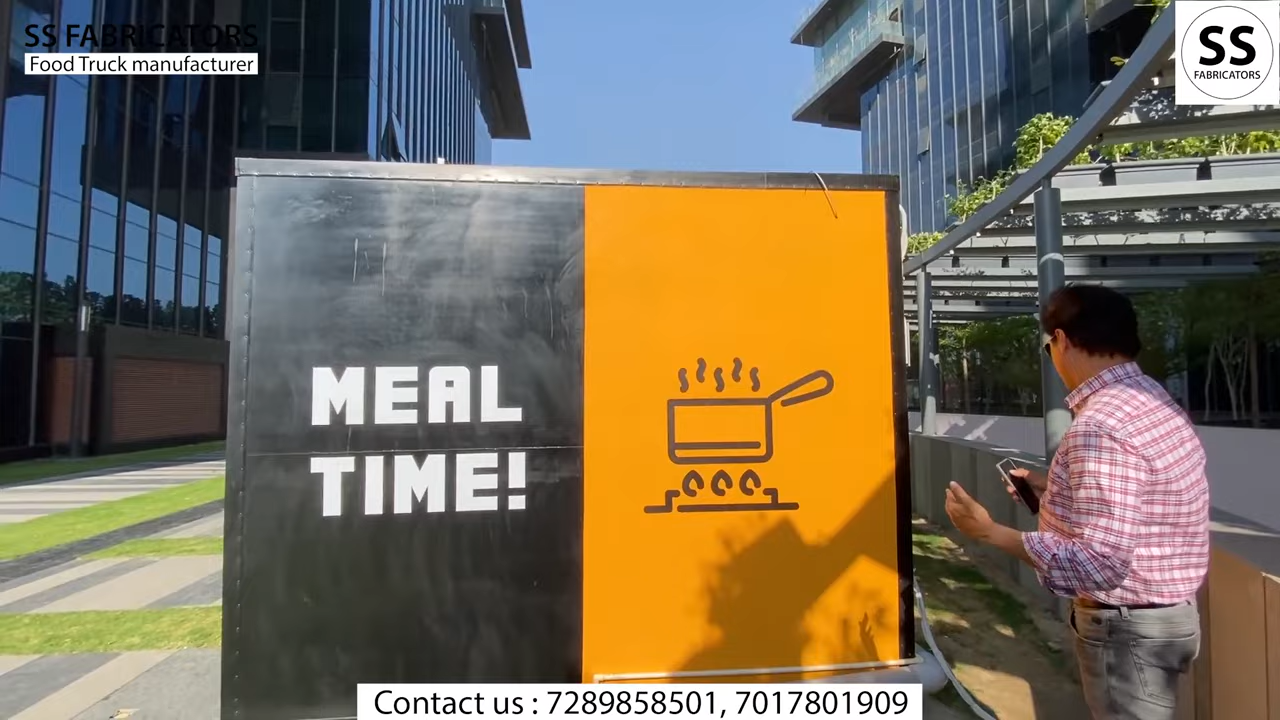 SS FABRICATORS
Food Truck manufacturer
SS
FABRICATORS
MEAL
TIME!
Contact us : 7289858501, 7017801909